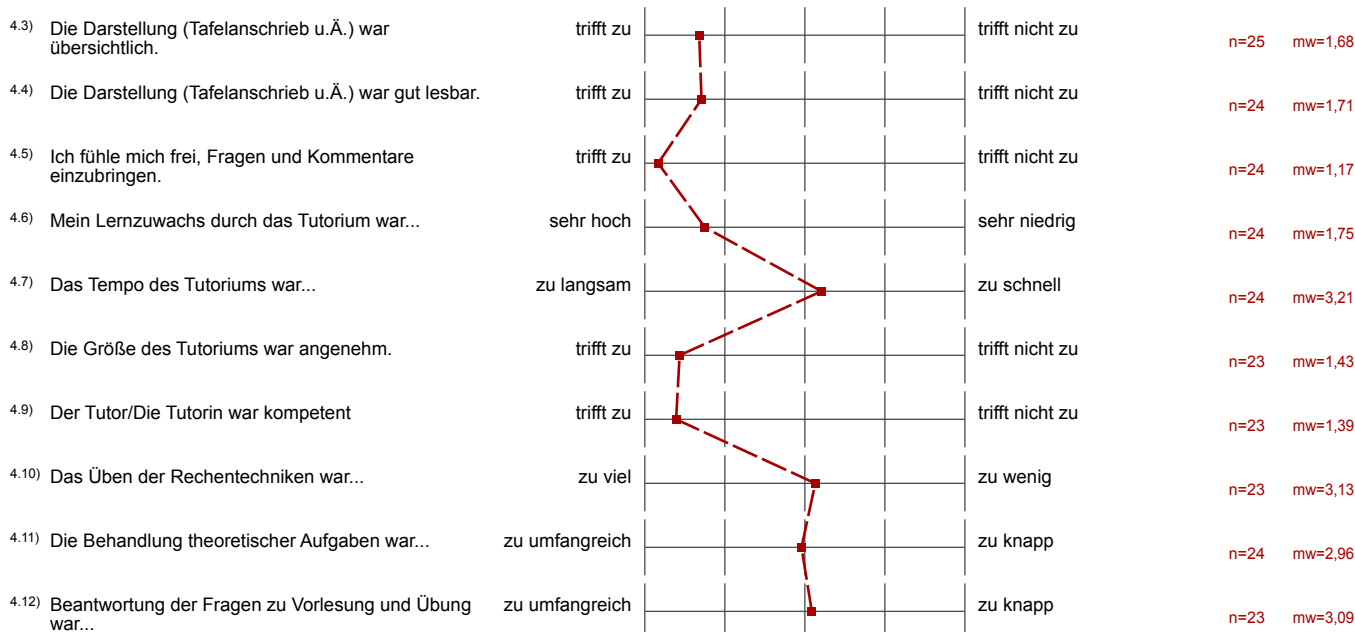 4.3) Die Darstellung (Tafelanschrieb u.Ä.) war übersichtlich. trifft zu trifft nicht zu n=25 mw=1,68
4.4) Die Darstellung (Tafelanschrieb u.Ä.) war gut lesbar. trifft zu trifft nicht zu n=24 mw=1,71
4.5) Ich fühle mich frei, Fragen und Kommentare einzubringen. trifft zu trifft nicht zu n=24 mw=1,17
4.6) Mein Lernzuwachs durch das Tutorium war... sehr hoch sehr niedrig n=24 mw=1,75
4.7) Das Tempo des Tutoriums war... zu langsam zu schnell n=24 mw=3,21
4.8) Die Größe des Tutoriums war angenehm. trifft zu trifft nicht zu n=23 mw=1,43
4.9) Der Tutor/Die Tutorin war kompetent trifft zu trifft nicht zu n=23 mw=1,39
4.10) Das Üben der Rechentechniken war... zu viel zu wenig n=23 mw=3,13
4.11) Die Behandlung theoretischer Aufgaben war... zu umfangreich zu knapp n=24 mw=2,96
4.12) Beantwortung der Fragen zu Vorlesung und Übung war... zu umfangreich zu knapp n=23 mw=3,09